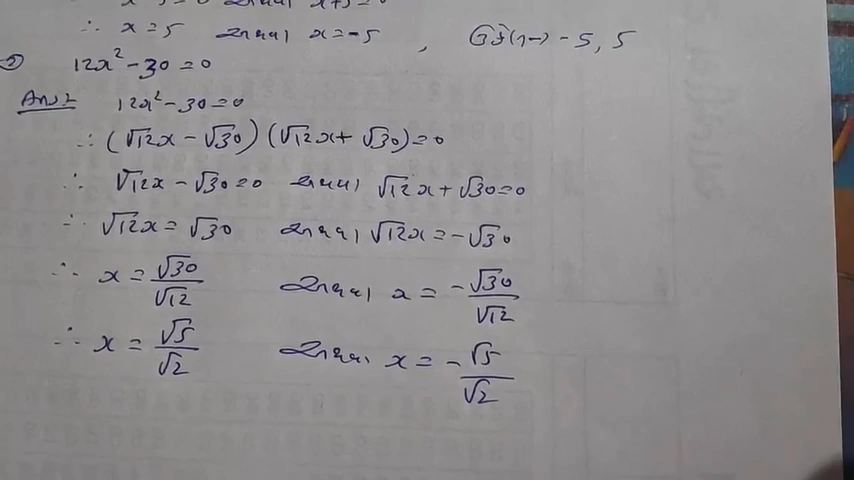 ∴ x = 5 અથવા x = -5 , ઉકેલ - 5, 5
② 12x² - 30 = 0
Ans: 12x² - 30 = 0
∴ (√12x - √30) (√12x + √30) = 0
∴ √12x - √30 = 0 અથવા √12x + √30 = 0
∴ √12x = √30 અથવા √12x = -√30
∴ x = √30/√12 અથવા x = -√30/√12
∴ x = √5/√2 અથવા x = -√5/√2